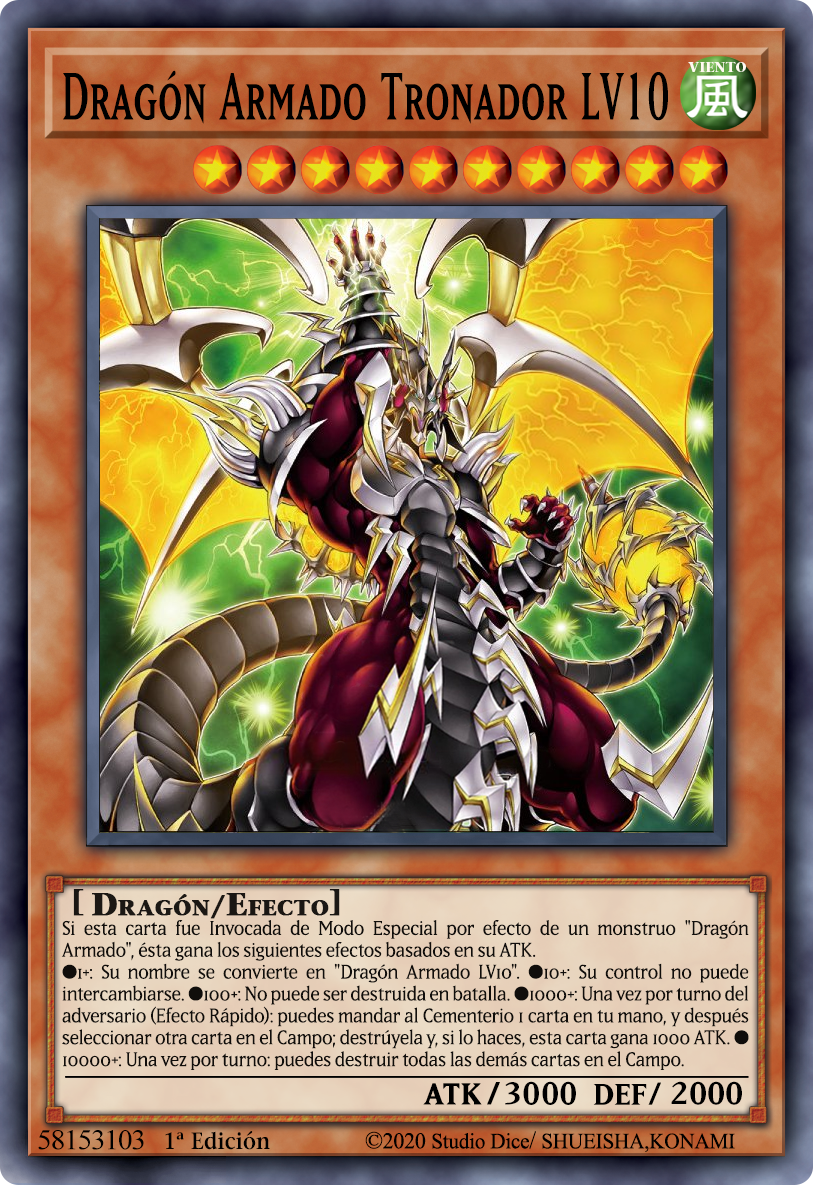 Dragón Armado Tronador LV10
VIENTO
風
[ Dragón/Efecto]
Si esta carta fue Invocada de Modo Especial por efecto de un monstruo "Dragón
Armado", ésta gana los siguientes efectos basados en su ATK.
●1+: Su nombre se convierte en "Dragón Armado LV10". ●10+: Su control no puede
intercambiarse. ●100+: No puede ser destruida en batalla. ●1000+: Una vez por turno del
adversario (Efecto Rápido): puedes mandar al Cementerio 1 carta en tu mano, y después
seleccionar otra carta en el Campo; destrúyela y, si lo haces, esta carta gana 1000 ATK. ●
10000+: Una vez por turno: puedes destruir todas las demás cartas en el Campo.
ATK/3000 DEF/ 2000
58153103 1ª Edición ©2020 Studio Dice/ SHUEISHA,KONAMI